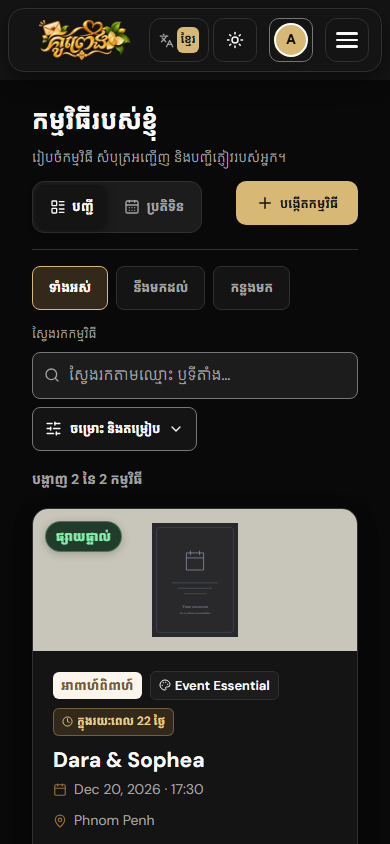 គូព្រេង
ខ្មែរ
A
កម្មវិធីរបស់ខ្ញុំ
រៀបចំកម្មវិធី សំបុត្រអញ្ជើញ និងបញ្ជីភ្ញៀវរបស់អ្នក។
បញ្ជី
ប្រតិទិន
បង្កើតកម្មវិធី
ទាំងអស់
នឹងមកដល់
កន្លងមក
ស្វែងរកកម្មវិធី
ស្វែងរកតាមឈ្មោះ ឬទីតាំង...
ចម្រោះ និងតម្រៀប
បង្ហាញ 2 នៃ 2 កម្មវិធី
ផ្សាយផ្ទាល់
អាពាហ៍ពិពាហ៍
Event Essential
ក្នុងរយៈពេល 22 ថ្ងៃ
Dara & Sophea
Dec 20, 2026 · 17:30
Phnom Penh